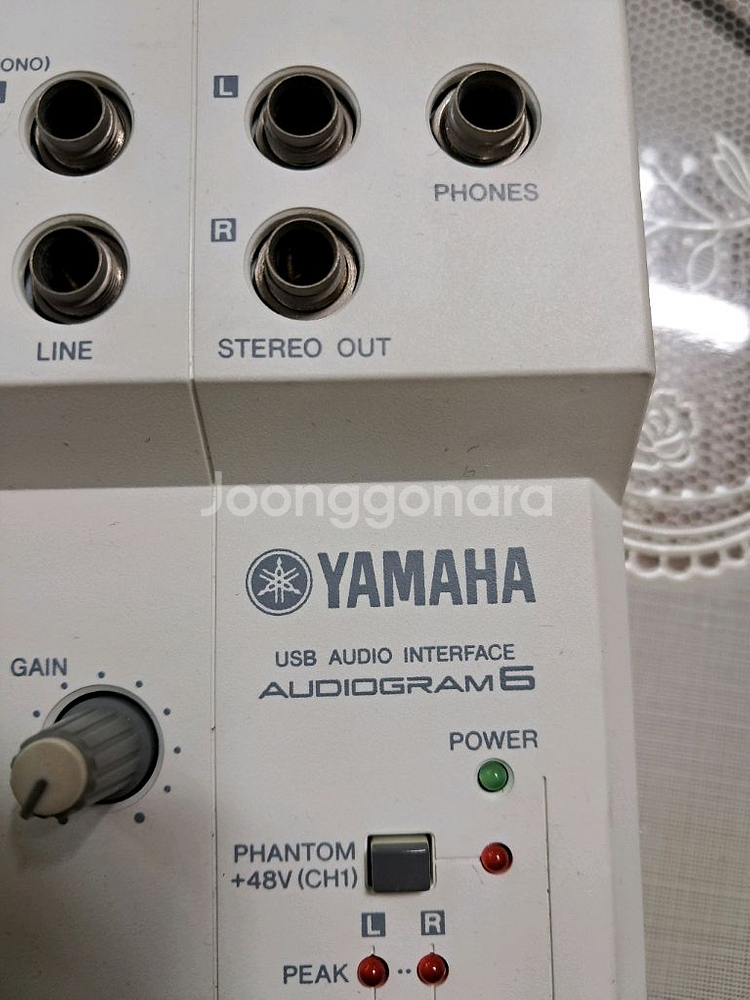 ONO)
L
PHONES
R
LINE
STEREO OUT
Joonggonara
YAMAHA
USB AUDIO INTERFACE
AUDIOGRAM6
GAIN
POWER
PHANTOM
+48V (CH1)
L R
PEAK